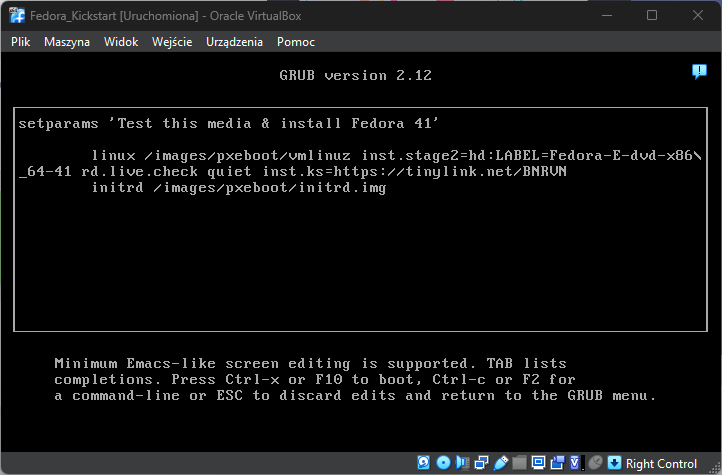 Fedora_Kickstart [Uruchomiona] - Oracle VirtualBox
Plik Maszyna Widok Wejście Urządzenia Pomoc
GRUB version 2.12
setparams 'Test this media & install Fedora 41'
linux /images/pxeboot/vmlinuz inst.stage2=hd:LABEL=Fedora-E-dvd-x86\
_64-41 rd.live.check quiet inst.ks=https://tinylink.net/BNRVN
initrd /images/pxeboot/initrd.img
Minimum Emacs-like screen editing is supported. TAB lists
completions. Press Ctrl-x or F10 to boot, Ctrl-c or F2 for
a command-line or ESC to discard edits and return to the GRUB menu.
Right Control